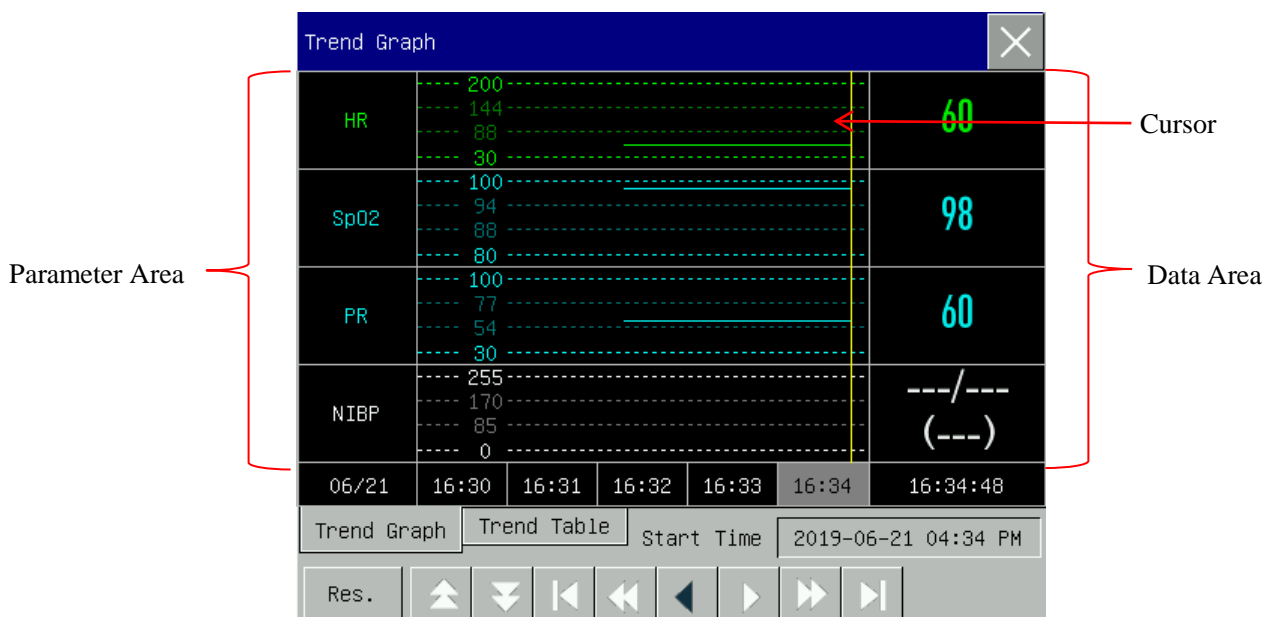 Trend Graph
HR
200
144
88
30
60
Cursor
SpO2
100
94
88
80
98
Parameter Area
Data Area
PR
100
77
54
30
60
NIBP
255
170
85
0
---/---
(---)
06/21 16:30 16:31 16:32 16:33 16:34 16:34:48
Trend Graph Trend Table Start Time 2019-06-21 04:34 PM
Res.